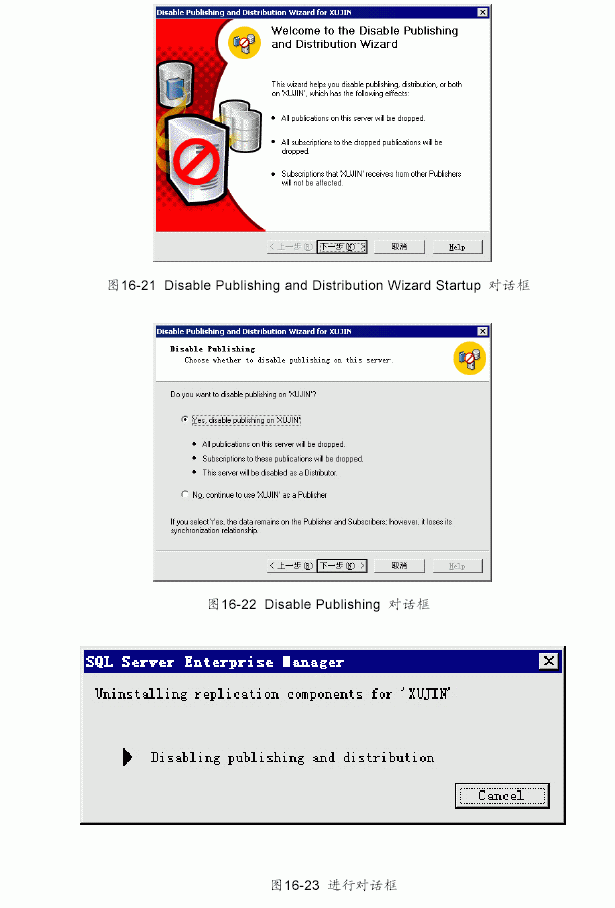 Disable Publishing and Distribution Wizard for XUJIN
Welcome to the Disable Publishing
and Distribution Wizard
This wizard helps you disable publishing, distribution, or both
on 'XUJIN', which has the following effects:
● All publications on this server will be dropped.
● All subscriptions to the dropped publications will be
dropped.
● Subscriptions that 'XUJIN' receives from other Publishers
will not be affected.
<上一步(B) 下一步(N)> 取消 Help
图16-21 Disable Publishing and Distribution Wizard Startup 对话框
Disable Publishing and Distribution Wizard for XUJIN
Disable Publishing
Choose whether to disable publishing on this server.
Do you want to disable publishing on 'XUJIN'?
Yes, disable publishing on 'XUJIN':
● All publications on this server will be dropped.
● Subscriptions to these publications will be dropped.
● This server will be disabled as a Distributor.
No, continue to use 'XUJIN' as a Publisher
If you select Yes, the data remains on the Publisher and Subscribers; however, it loses its
synchronization relationship.
<上一步(B) 下一步(N)> 取消 Help
图16-22 Disable Publishing 对话框
SQL Server Enterprise Manager
Uninstalling replication components for 'XUJIN'
Disabling publishing and distribution
Cancel
图16-23 进行对话框